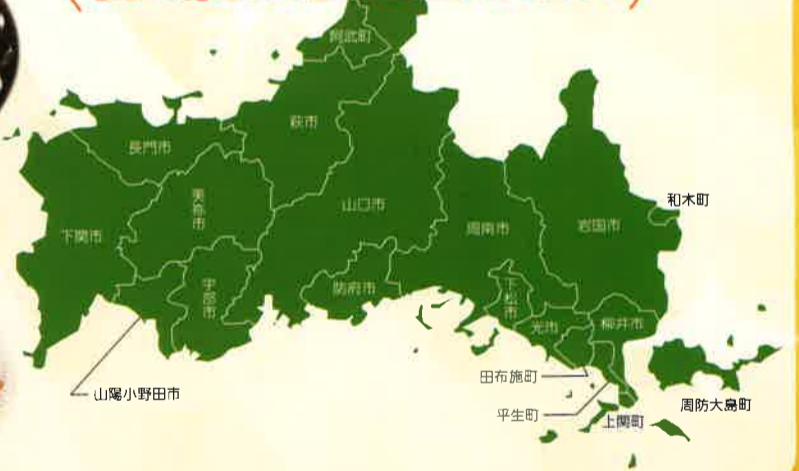 阿武町
萩市
長門市
美祢市
山口市
和木町
下関市
周南市
岩国市
宇部市
防府市
下松市
光市
柳井市
田布施町
山陽小野田市
周防大島町
平生町
上関町